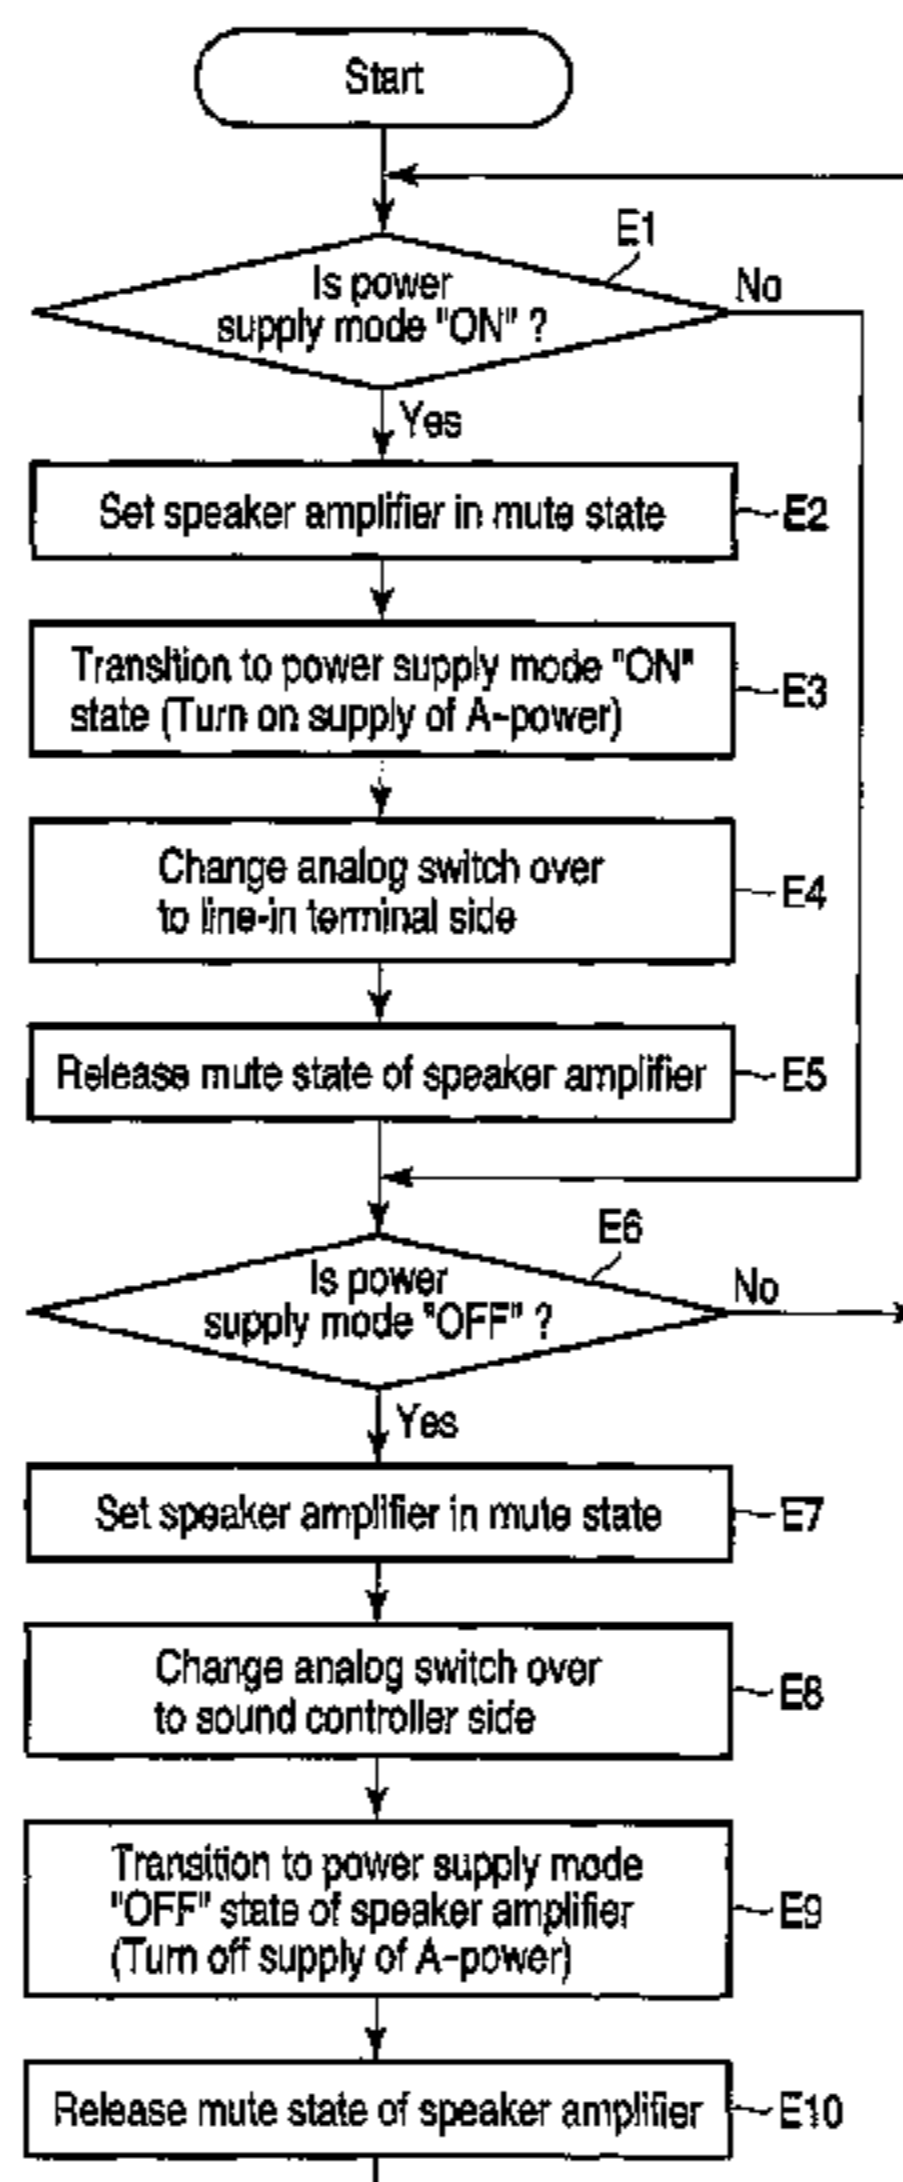 Start
E1
Is power
supply mode "ON" ?
No
Yes
Set speaker amplifier in mute state
E2
Transition to power supply mode "ON"
state (Turn on supply of A-power)
E3
Change analog switch over
to line-in terminal side
E4
Release mute state of speaker amplifier
E5
E6
Is power
supply mode "OFF" ?
No
Yes
Set speaker amplifier in mute state
E7
Change analog switch over
to sound controller side
E8
Transition to power supply mode
"OFF" state of speaker amplifier
(Turn off supply of A-power)
E9
Release mute state of speaker amplifier
E10